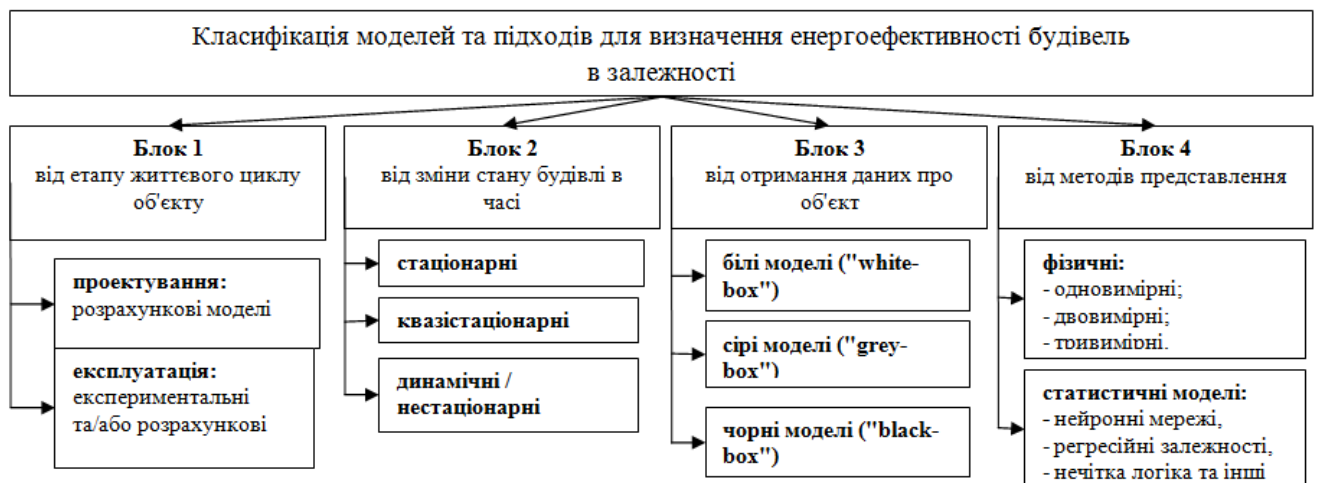 Класифікація моделей та підходів для визначення енергоефективності будівель
в залежності
Блок 1
від етапу життєвого циклу
об'єкту
проектування:
розрахункові моделі
експлуатація:
експериментальні
та/або розрахункові
Блок 2
від зміни стану будівлі в
часі
стаціонарні
квазістаціонарні
динамічні /
нестаціонарні
Блок 3
від отримання даних про
об'єкт
білі моделі ("white-
box")
сірі моделі ("grey-
box")
чорні моделі ("black-
box")
Блок 4
від методів представлення
фізичні:
- одновимірні;
- двовимірні;
- тривимірні.
статистичні моделі:
- нейронні мережі,
- регресійні залежності,
- нечітка логіка та інші